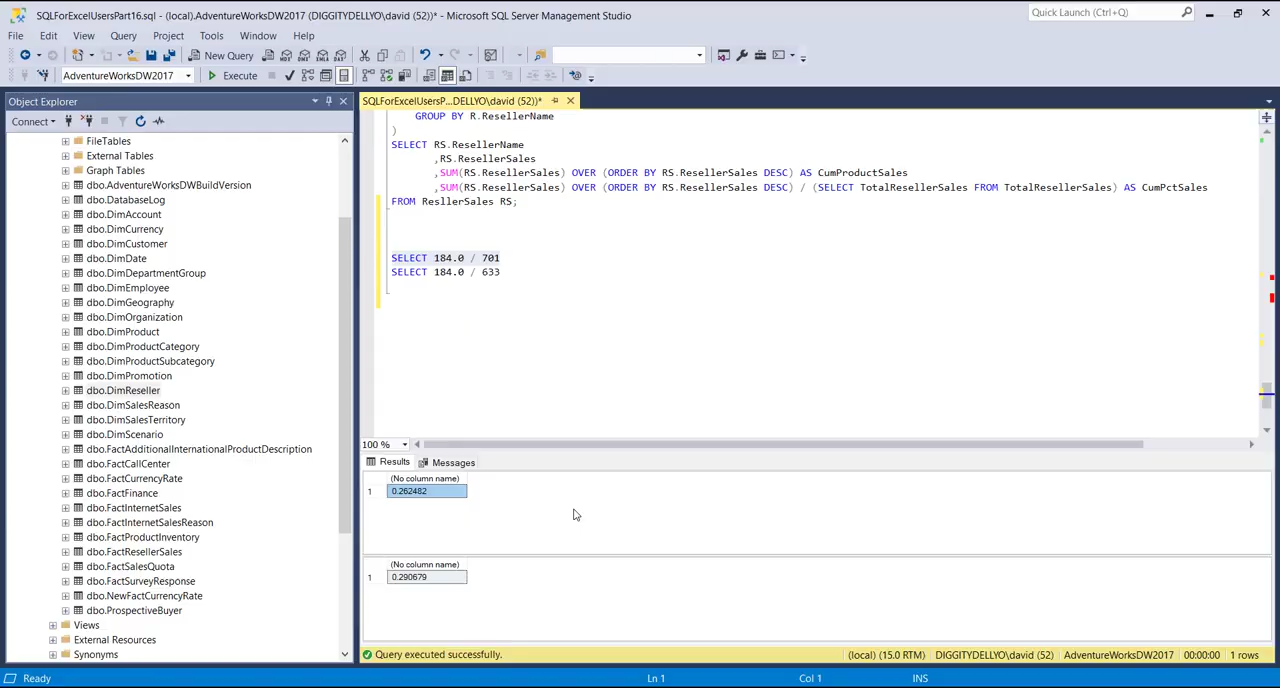 SQLForExcelUsersPart16.sql - (local).AdventureWorksDW2017 (DIGGITYDELLYO\david (52))* - Microsoft SQL Server Management Studio
Quick Launch (Ctrl+Q)
File Edit View Query Project Tools Window Help
New Query
AdventureWorksDW2017 Execute
Object Explorer
SQLForExcelUsersP...DELLYO\david (52))*
Connect
FileTables
External Tables
Graph Tables
dbo.AdventureWorksDWBuildVersion
dbo.DatabaseLog
dbo.DimAccount
dbo.DimCurrency
dbo.DimCustomer
dbo.DimDate
dbo.DimDepartmentGroup
dbo.DimEmployee
dbo.DimGeography
dbo.DimOrganization
dbo.DimProduct
dbo.DimProductCategory
dbo.DimProductSubcategory
dbo.DimPromotion
dbo.DimReseller
dbo.DimSalesReason
dbo.DimSalesTerritory
dbo.DimScenario
dbo.FactAdditionalInternationalProductDescription
dbo.FactCallCenter
dbo.FactCurrencyRate
dbo.FactFinance
dbo.FactInternetSales
dbo.FactInternetSalesReason
dbo.FactProductInventory
dbo.FactResellerSales
dbo.FactSalesQuota
dbo.FactSurveyResponse
dbo.NewFactCurrencyRate
dbo.ProspectiveBuyer
Views
External Resources
Synonyms
GROUP BY R.ResellerName
)
SELECT RS.ResellerName
,RS.ResellerSales
,SUM(RS.ResellerSales) OVER (ORDER BY RS.ResellerSales DESC) AS CumProductSales
,SUM(RS.ResellerSales) OVER (ORDER BY RS.ResellerSales DESC) / (SELECT TotalResellerSales FROM TotalResellerSales) AS CumPctSales
FROM ResllerSales RS;
SELECT 184.0 / 701
SELECT 184.0 / 633
100 %
Results Messages
(No column name)
1 0.262482
(No column name)
1 0.290679
Query executed successfully. (local) (15.0 RTM) DIGGITYDELLYO\david (52) AdventureWorksDW2017 00:00:00 1 rows
Ready Ln 1 Col 1 INS